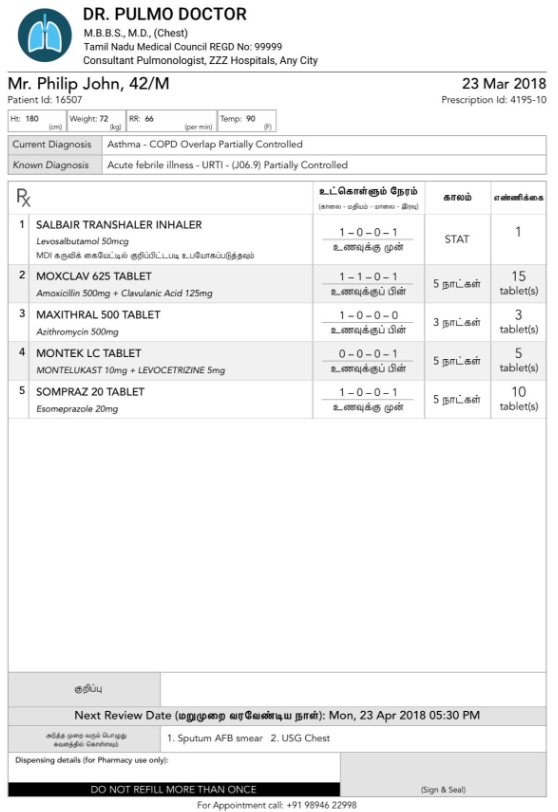 DR. PULMO DOCTOR
M.B.B.S., M.D., (Chest)
Tamil Nadu Medical Council REGD No: 99999
Consultant Pulmonologist, ZZZ Hospitals, Any City
Mr. Philip John, 42/M
23 Mar 2018
Patient Id: 16507
Prescription Id: 4195-10
Ht: 180 (cm) Weight: 72 (kg) RR: 66 (per min) Temp: 90 (F)
Current Diagnosis Asthma - COPD Overlap Partially Controlled
Known Diagnosis Acute febrile illness - URTI - (J06.9) Partially Controlled
Rx உட்கொள்ளும் நேரம் காலம் எண்ணிக்கை
(காலை - மதியம் - மாலை - இரவு)
1 SALBAIR TRANSHALER INHALER
Levosalbutamol 50mcg
MDI கருவிக் கையேட்டில் குறிப்பிட்டபடி உபயோகப்படுத்தவும்
1 – 0 – 0 – 1
உணவுக்கு முன்
STAT
1
2 MOXCLAV 625 TABLET
Amoxicillin 500mg + Clavulanic Acid 125mg
1 – 1 – 0 – 1
உணவுக்குப் பின்
5 நாட்கள்
15
tablet(s)
3 MAXITHRAL 500 TABLET
Azithromycin 500mg
1 – 0 – 0 – 0
உணவுக்குப் பின்
3 நாட்கள்
3
tablet(s)
4 MONTEK LC TABLET
MONTELUKAST 10mg + LEVOCETRIZINE 5mg
0 – 0 – 0 – 1
உணவுக்குப் பின்
5 நாட்கள்
5
tablet(s)
5 SOMPRAZ 20 TABLET
Esomeprazole 20mg
1 – 0 – 0 – 1
உணவுக்கு முன்
5 நாட்கள்
10
tablet(s)
குறிப்பு
Next Review Date (மறுமுறை வரவேண்டிய நாள்): Mon, 23 Apr 2018 05:30 PM
அடுத்த முறை வரும் பொழுது
கவனத்தில் கொள்ளவும்
1. Sputum AFB smear 2. USG Chest
Dispensing details (for Pharmacy use only):
DO NOT REFILL MORE THAN ONCE
(Sign & Seal)
For Appointment call: +91 98946 22998